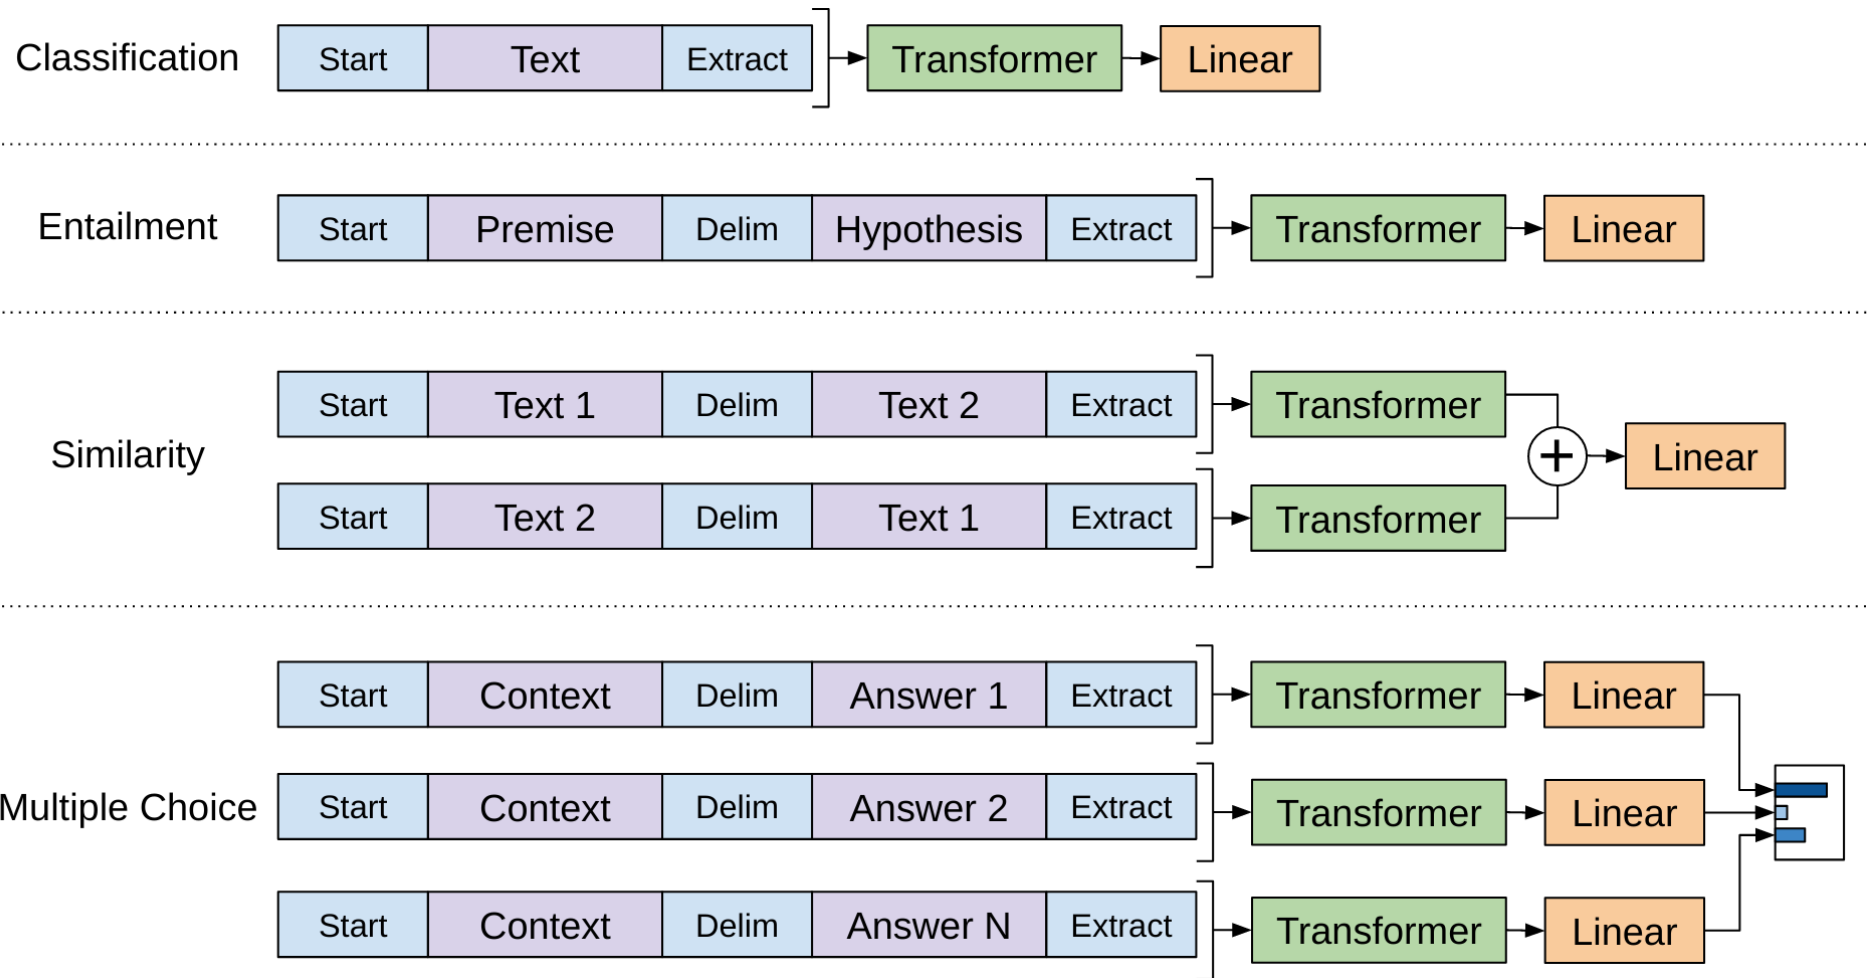 Classification Start Text Extract Transformer Linear
Entailment Start Premise Delim Hypothesis Extract Transformer Linear
Start Text 1 Delim Text 2 Extract Transformer
Similarity + Linear
Start Text 2 Delim Text 1 Extract Transformer
Start Context Delim Answer 1 Extract Transformer Linear
Multiple Choice Start Context Delim Answer 2 Extract Transformer Linear
Start Context Delim Answer N Extract Transformer Linear